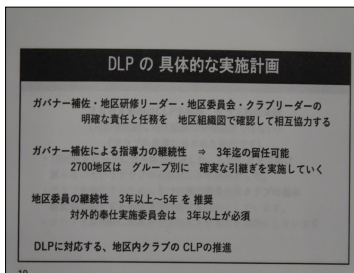 DLP の 具体的な実施計画
ガバナー補佐・地区研修リーダー・地区委員会・クラブリーダーの
明確な責任と任務を 地区組織図で確認して相互協力する
ガバナー補佐による指導力の継続性 ⇒ 3年迄の留任可能
2700地区は グループ別に 確実な引継ぎを実施していく
地区委員の継続性 3年以上～5年 を 推奨
対外的奉仕実施委員会は 3年以上が必須
DLPに対応する、地区内クラブの CLPの推進
10